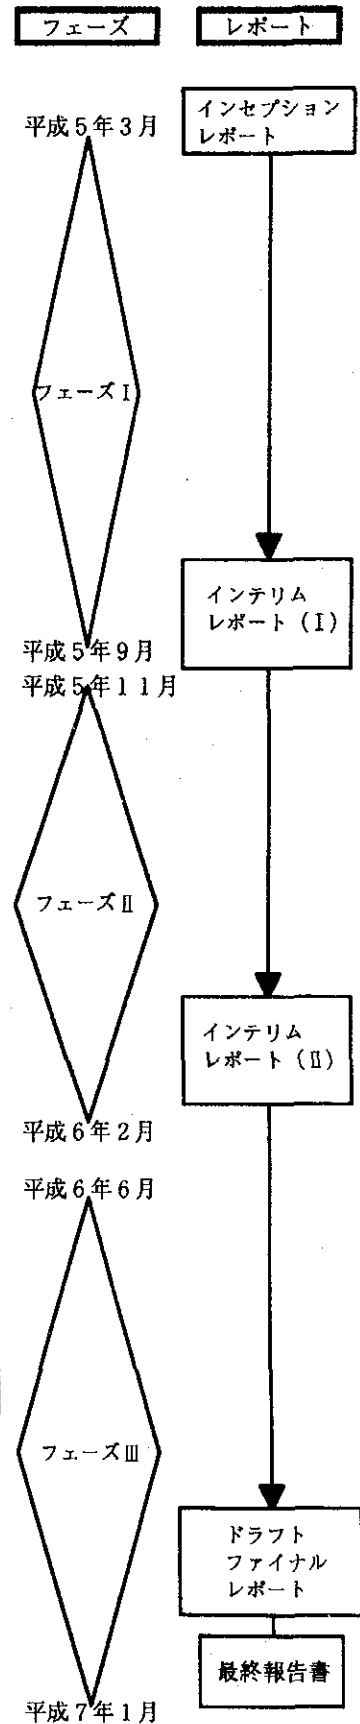 フェーズ
レポート
平成5年3月
インセプション
レポート
フェーズⅠ
インテリム
レポート(Ⅰ)
平成5年9月
平成5年11月
フェーズⅡ
インテリム
レポート(Ⅱ)
平成6年2月
平成6年6月
フェーズⅢ
ドラフト
ファイナル
レポート
最終報告書
平成7年1月